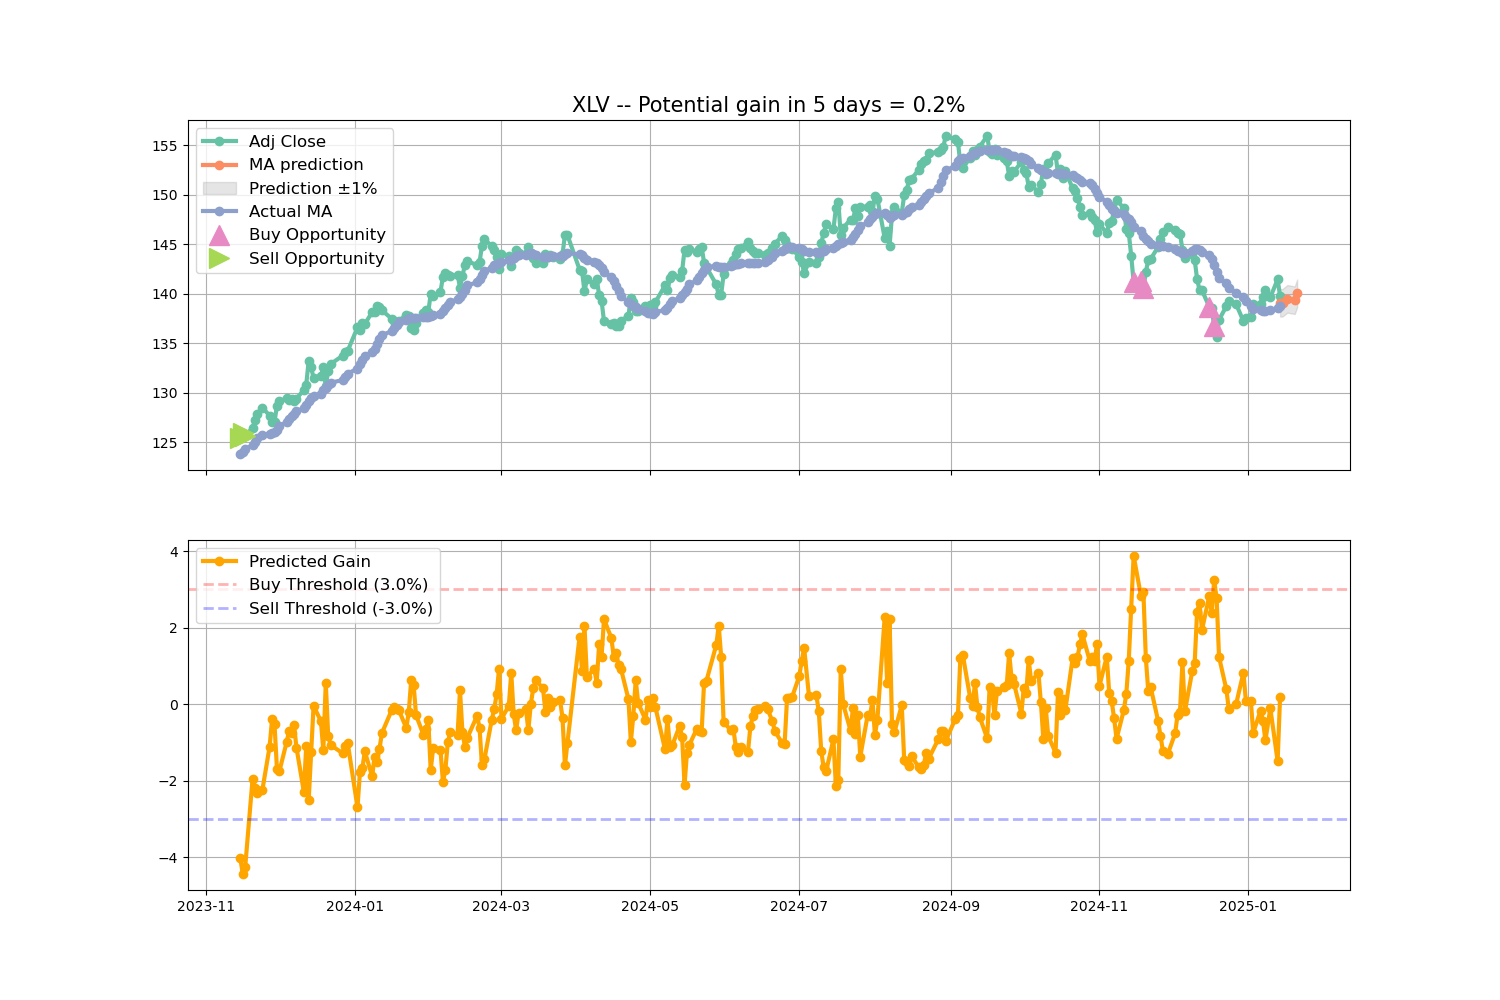 XLV -- Potential gain in 5 days = 0.2%
155
150
145
140
135
130
125
Adj Close
MA prediction
Prediction ±1%
Actual MA
Buy Opportunity
Sell Opportunity
4
2
0
−2
−4
Predicted Gain
Buy Threshold (3.0%)
Sell Threshold (-3.0%)
2023-11 2024-01 2024-03 2024-05 2024-07 2024-09 2024-11 2025-01